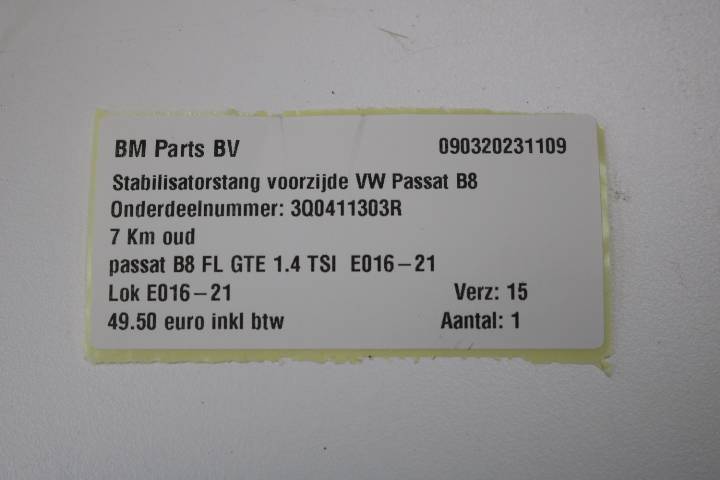 BM Parts BV 090320231109
Stabilisatorstang voorzijde VW Passat B8
Onderdeelnummer: 3Q0411303R
7 Km oud
passat B8 FL GTE 1.4 TSI E016-21
Lok E016-21 Verz: 15
49.50 euro inkl btw Aantal: 1